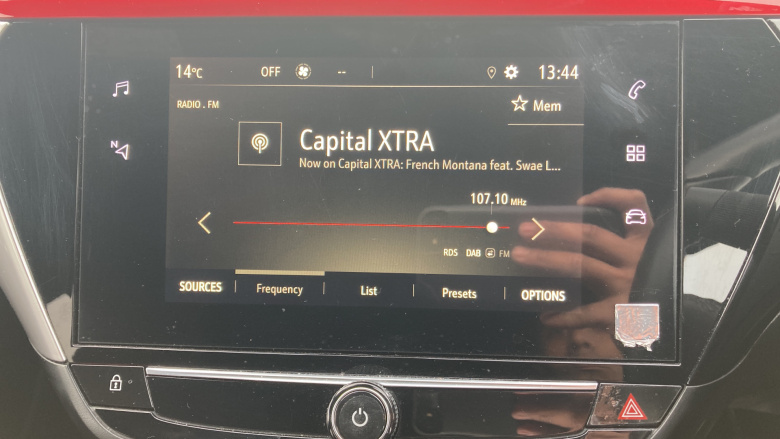 14°C OFF -- 13:44
RADIO . FM
Mem
Capital XTRA
Now on Capital XTRA: French Montana feat. Swae L...
107.10 MHz
N
RDS DAB FM
SOURCES Frequency List Presets OPTIONS